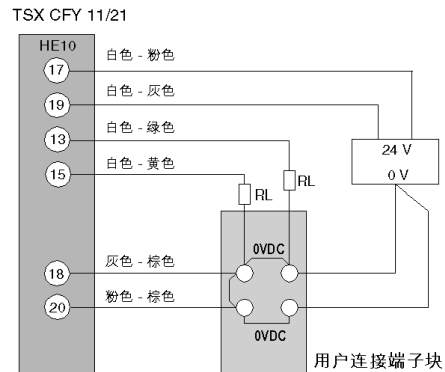 TSX CFY 11/21
HE10
17
白色 - 粉色
19
白色 - 灰色
13
白色 - 绿色
24 V
15
白色 - 黄色
0 V
RL
RL
0VDC
18
灰色 - 棕色
20
粉色 - 棕色
0VDC
用户连接端子块